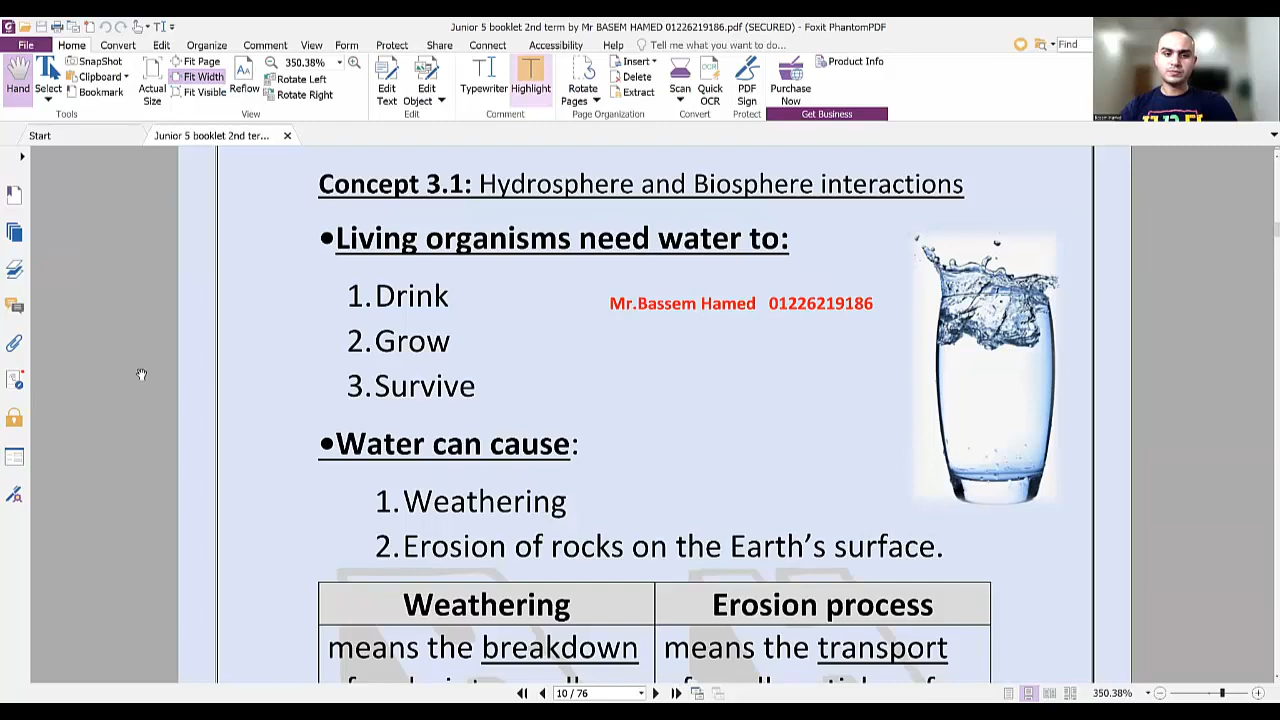 Junior 5 booklet 2nd term by Mr BASEM HAMED 01226219186.pdf (SECURED) - Foxit PhantomPDF
File Home Convert Edit Organize Comment View Form Protect Share Connect Accessibility Help Tell me what you want to do... Find
Hand
Select
SnapShot
Clipboard
Bookmark
Tools
Actual Size
Fit Page
Fit Width
Fit Visible
Reflow
350.38%
Rotate Left
Rotate Right
View
Edit Text
Edit Object
Edit
Typewriter
Highlight
Comment
Rotate Pages
Insert
Delete
Extract
Page Organization
Scan
Quick OCR
Convert
PDF Sign
Protect
Purchase Now
Product Info
Get Business
Start
Junior 5 booklet 2nd ter...
Concept 3.1: Hydrosphere and Biosphere interactions
•Living organisms need water to:
1.Drink
Mr.Bassem Hamed 01226219186
2.Grow
3.Survive
•Water can cause:
1.Weathering
2.Erosion of rocks on the Earth's surface.
Weathering Erosion process
means the breakdown means the transport
10 / 76
350.38%